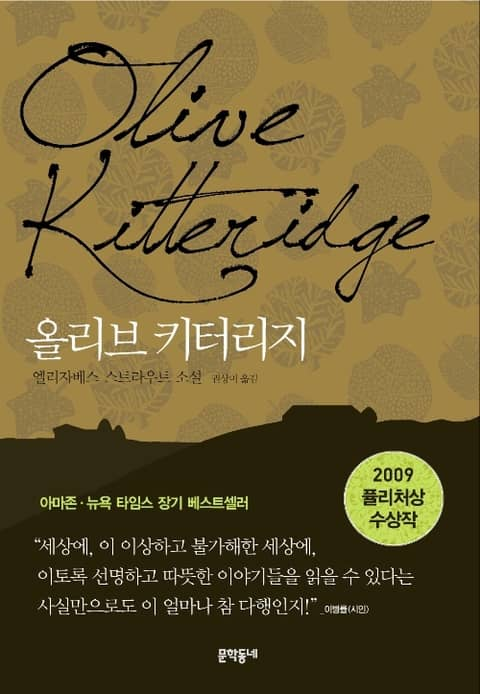 Olive
Kitteridge
올리브 키터리지
엘리자베스 스트라우트 소설 권상미 옮김
2009
퓰리처상
수상작
아마존·뉴욕 타임스 장기 베스트셀러
“세상에, 이 이상하고 불가해한 세상에,
이토록 선명하고 따뜻한 이야기들을 읽을 수 있다는
사실만으로도 이 얼마나 참 다행인지!” _이병률(시인)
문학동네